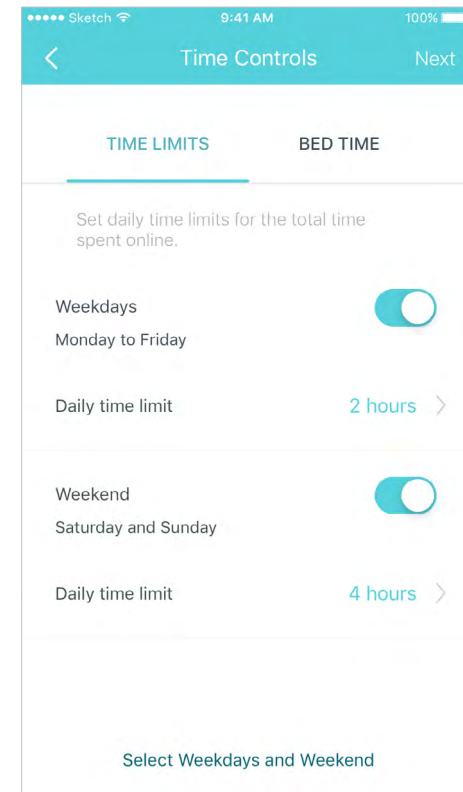 Sketch 9:41 AM 100%
Time Controls Next
TIME LIMITS BED TIME
Set daily time limits for the total time
spent online.
Weekdays
Monday to Friday
Daily time limit 2 hours
Weekend
Saturday and Sunday
Daily time limit 4 hours
Select Weekdays and Weekend